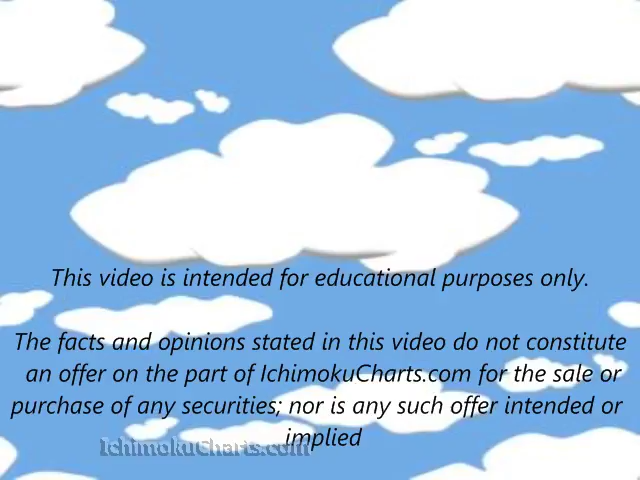 This video is intended for educational purposes only.
The facts and opinions stated in this video do not constitute
an offer on the part of IchimokuCharts.com for the sale or
purchase of any securities; nor is any such offer intended or
implied
IchimokuCharts.com